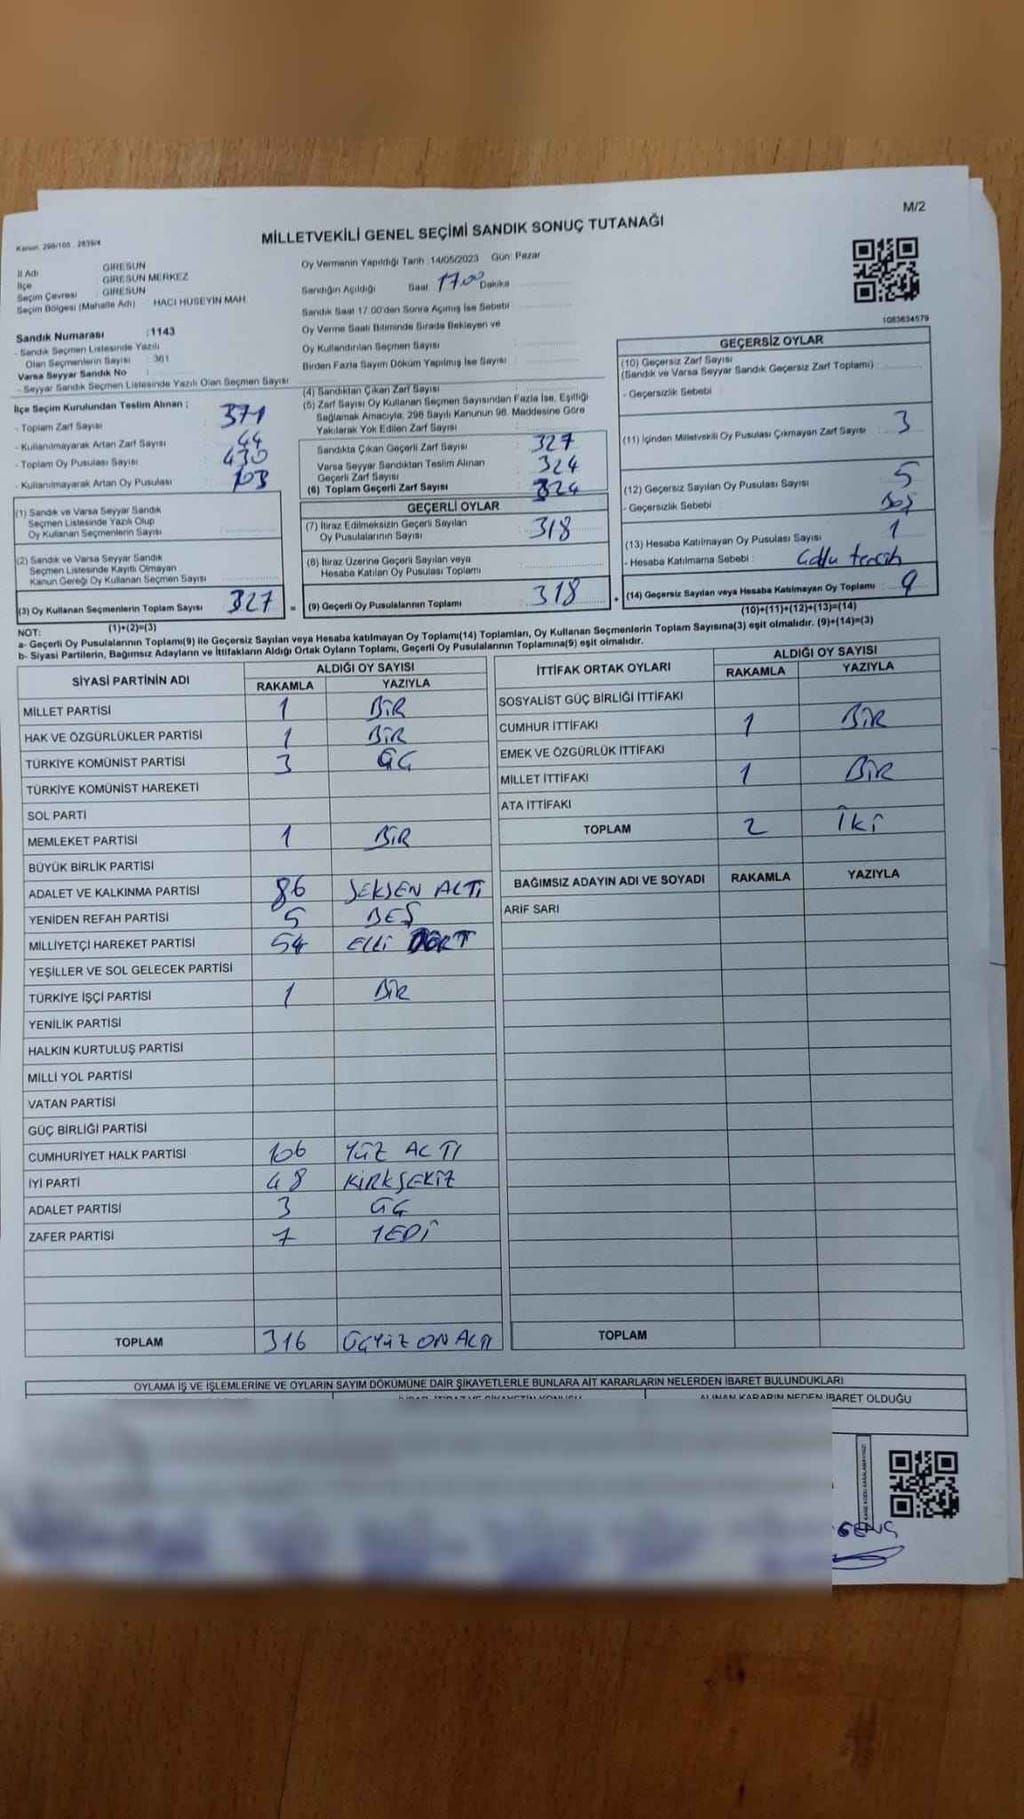 M/2
Kanun: 298/105 , 2839/4
MİLLETVEKİLİ GENEL SEÇİMİ SANDIK SONUÇ TUTANAĞI
İl Adı GİRESUN
İlçe GİRESUN MERKEZ
Seçim Çevresi GİRESUN
Seçim Bölgesi (Mahalle Adı) HACI HÜSEYİN MAH.
Sandık Numarası :1143
- Sandık Seçmen Listesinde Yazılı
Olan Seçmenlerin Sayısı : 361
Varsa Seyyar Sandık No :
- Seyyar Sandık Seçmen Listesinde Yazılı Olan Seçmen Sayısı
İlçe Seçim Kurulundan Teslim Alınan ;
- Toplam Zarf Sayısı 371
- Kullanılmayarak Artan Zarf Sayısı 44
- Toplam Oy Pusulası Sayısı 430
- Kullanılmayarak Artan Oy Pusulası 103
(1) Sandık ve Varsa Seyyar Sandık
Seçmen Listesinde Yazılı Olup
Oy Kullanan Seçmenlerin Sayısı
(2) Sandık ve Varsa Seyyar Sandık
Seçmen Listesinde Kayıtlı Olmayan
Kanun Gereği Oy Kullanan Seçmen Sayısı
(3) Oy Kullanan Seçmenlerin Toplam Sayısı 327
(1)+(2)=(3)
Oy Vermenin Yapıldığı Tarih : 14/05/2023 Gün: Pazar
Sandığın Açıldığı Saat 17.00 Dakika
Sandık Saat 17.00'den Sonra Açılmış İse Sebebi
Oy Verme Saati Bitiminde Sırada Bekleyen ve
Oy Kullandırılan Seçmen Sayısı
Birden Fazla Sayım Döküm Yapılmış İse Sayısı
(4) Sandıktan Çıkan Zarf Sayısı
(5) Zarf Sayısı Oy Kullanan Seçmen Sayısından Fazla İse, Eşitliği
Sağlamak Amacıyla, 298 Sayılı Kanunun 98. Maddesine Göre
Yakılarak Yok Edilen Zarf Sayısı
Sandıkta Çıkan Geçerli Zarf Sayısı 327
Varsa Seyyar Sandıktan Teslim Alınan
Geçerli Zarf Sayısı 324
(6) Toplam Geçerli Zarf Sayısı 324
GEÇERLİ OYLAR
(7) İtiraz Edilmeksizin Geçerli Sayılan
Oy Pusulalarının Sayısı 318
(8) İtiraz Üzerine Geçerli Sayılan veya
Hesaba Katılan Oy Pusulası Toplamı
= (9) Geçerli Oy Pusulalarının Toplamı 318 +
1083634579
GEÇERSİZ OYLAR
(10) Geçersiz Zarf Sayısı
(Sandık ve Varsa Seyyar Sandık Geçersiz Zarf Toplamı)
- Geçersizlik Sebebi
(11) İçinden Milletvekili Oy Pusulası Çıkmayan Zarf Sayısı 3
(12) Geçersiz Sayılan Oy Pusulası Sayısı 5
- Geçersizlik Sebebi : Boş
(13) Hesaba Katılmayan Oy Pusulası Sayısı 1
- Hesaba Katılmama Sebebi : Çoklu tercih
(14) Geçersiz Sayılan veya Hesaba Katılmayan Oy Toplamı 9
(10)+(11)+(12)+(13)=(14)
NOT:
a- Geçerli Oy Pusulalarının Toplamı(9) ile Geçersiz Sayılan veya Hesaba katılmayan Oy Toplamı(14) Toplamları, Oy Kullanan Seçmenlerin Toplam Sayısına(3) eşit olmalıdır. (9)+(14)=(3)
b- Siyasi Partilerin, Bağımsız Adayların ve İttifakların Aldığı Ortak Oyların Toplamı, Geçerli Oy Pusulalarının Toplamına(9) eşit olmalıdır.
SİYASİ PARTİNİN ADI ALDIĞI OY SAYISI
RAKAMLA YAZIYLA
MİLLET PARTİSİ 1 BİR
HAK VE ÖZGÜRLÜKLER PARTİSİ 1 BİR
TÜRKİYE KOMÜNİST PARTİSİ 3 ÜÇ
TÜRKİYE KOMÜNİST HAREKETİ
SOL PARTİ
MEMLEKET PARTİSİ 1 BİR
BÜYÜK BİRLİK PARTİSİ
ADALET VE KALKINMA PARTİSİ 86 SEKSEN ALTI
YENİDEN REFAH PARTİSİ 5 BEŞ
MİLLİYETÇİ HAREKET PARTİSİ 54 ELLİ DÖRT
YEŞİLLER VE SOL GELECEK PARTİSİ
TÜRKİYE İŞÇİ PARTİSİ 1 BİR
YENİLİK PARTİSİ
HALKIN KURTULUŞ PARTİSİ
MİLLİ YOL PARTİSİ
VATAN PARTİSİ
GÜÇ BİRLİĞİ PARTİSİ
CUMHURİYET HALK PARTİSİ 106 YÜZ ALTI
İYİ PARTİ 48 KIRKSEKİZ
ADALET PARTİSİ 3 ÜÇ
ZAFER PARTİSİ 7 YEDİ
TOPLAM 316 ÜÇYÜZ ON ALTI
İTTİFAK ORTAK OYLARI ALDIĞI OY SAYISI
RAKAMLA YAZIYLA
SOSYALİST GÜÇ BİRLİĞİ İTTİFAKI
CUMHUR İTTİFAKI 1 BİR
EMEK VE ÖZGÜRLÜK İTTİFAKI
MİLLET İTTİFAKI 1 BİR
ATA İTTİFAKI
TOPLAM 2 İKİ
BAĞIMSIZ ADAYIN ADI VE SOYADI RAKAMLA YAZIYLA
ARİF SARI
TOPLAM
OYLAMA İŞ VE İŞLEMLERİNE VE OYLARIN SAYIM DÖKÜMÜNE DAİR ŞİKAYETLERLE BUNLARA AİT KARARLARIN NELERDEN İBARET BULUNDUKLARI
ALINAN KARARIN NEDEN İBARET OLDUĞU